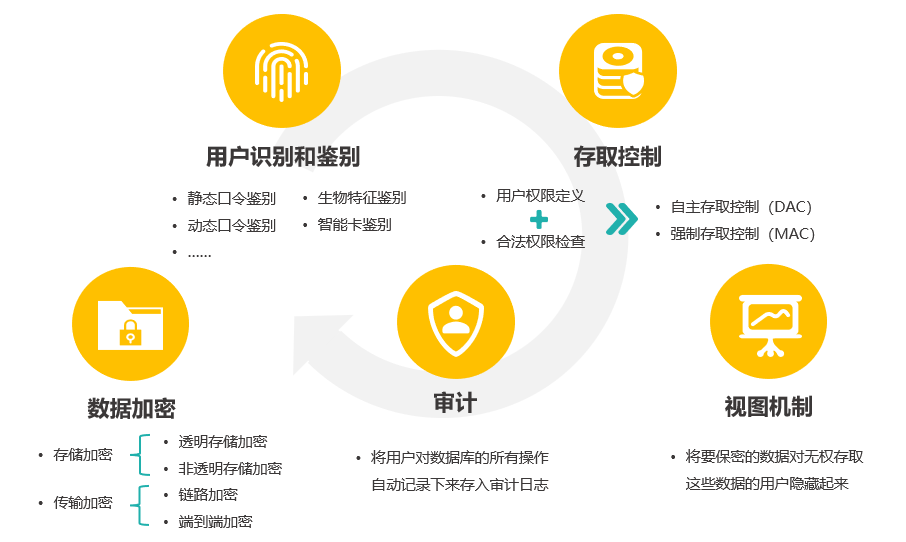 用户识别和鉴别
• 静态口令鉴别
• 生物特征鉴别
• 动态口令鉴别
• 智能卡鉴别
• ……
存取控制
• 用户权限定义
• 合法权限检查
• 自主存取控制（DAC）
• 强制存取控制（MAC）
数据加密
• 存储加密
• 透明存储加密
• 非透明存储加密
• 传输加密
• 链路加密
• 端到端加密
审计
• 将用户对数据库的所有操作
自动记录下来存入审计日志
视图机制
• 将要保密的数据对无权存取
这些数据的用户隐藏起来